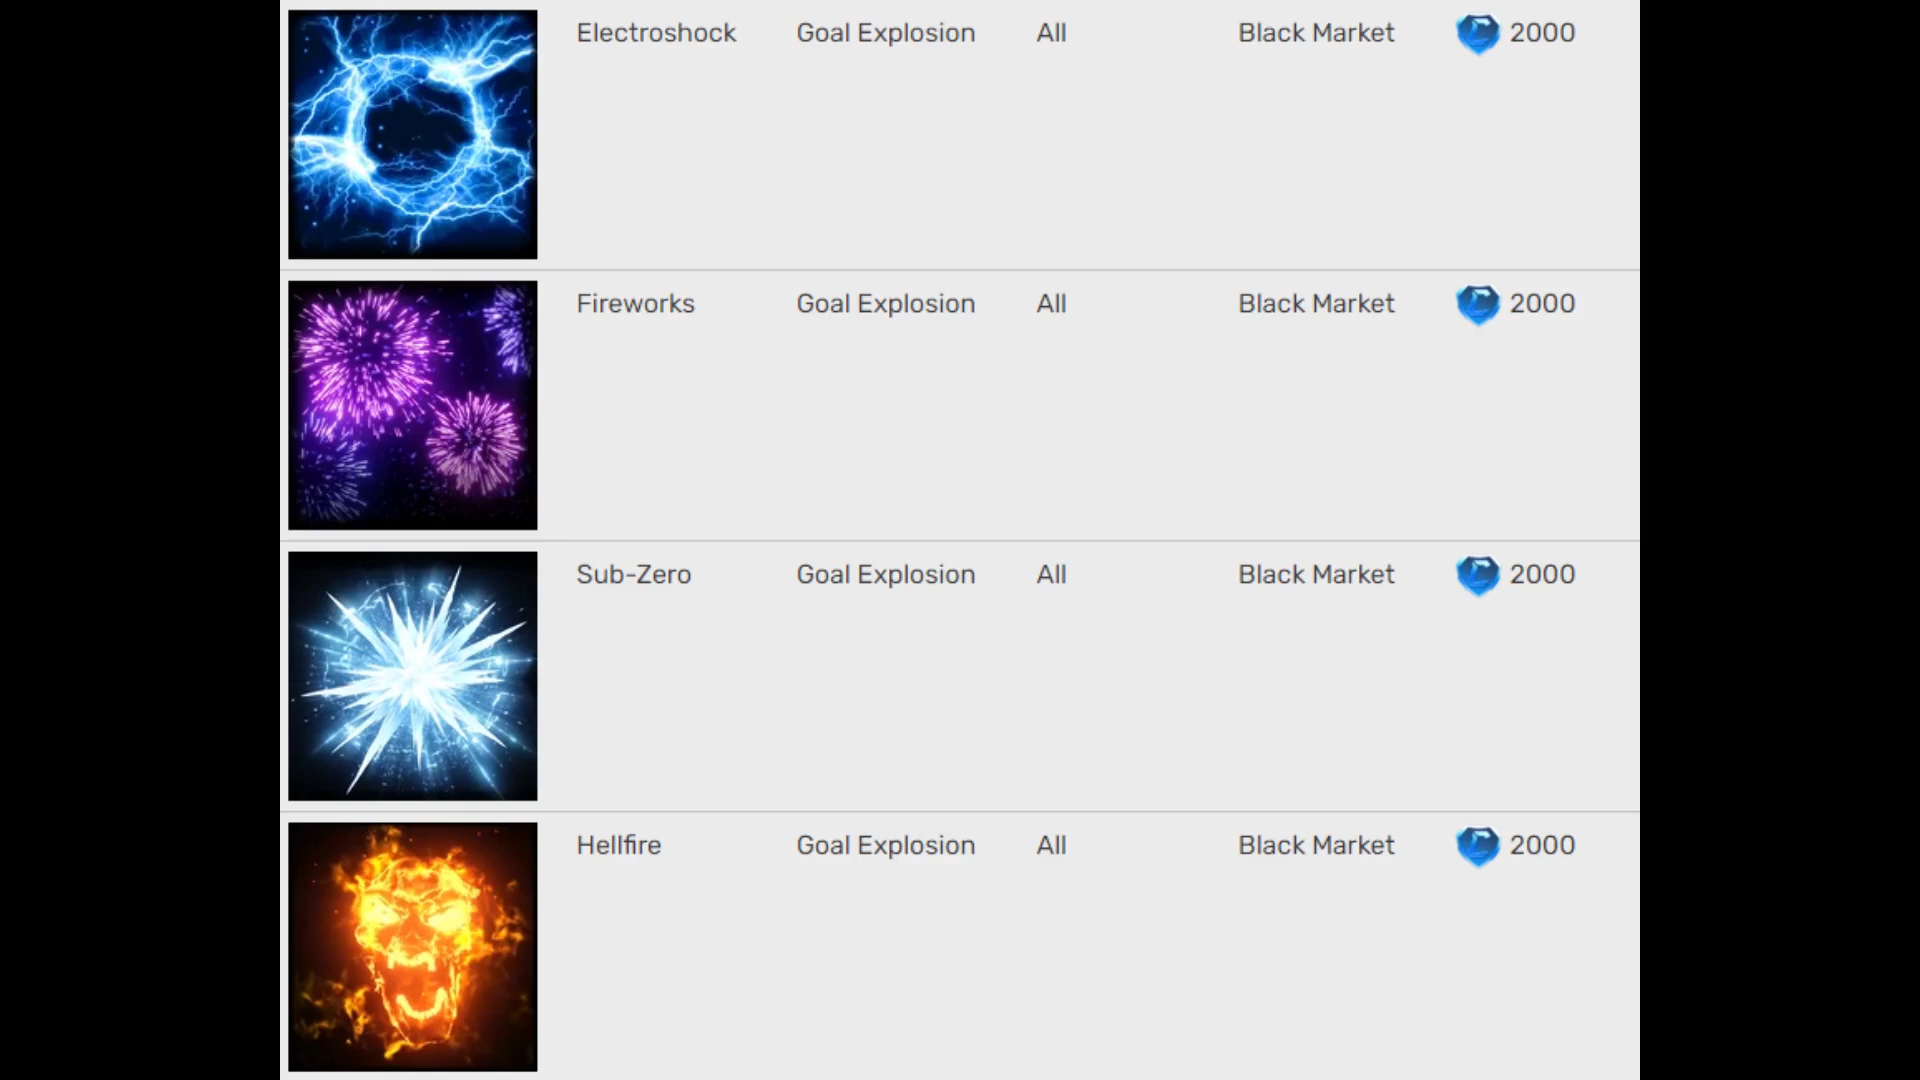 Electroshock Goal Explosion All Black Market 2000
Fireworks Goal Explosion All Black Market 2000
Sub-Zero Goal Explosion All Black Market 2000
Hellfire Goal Explosion All Black Market 2000